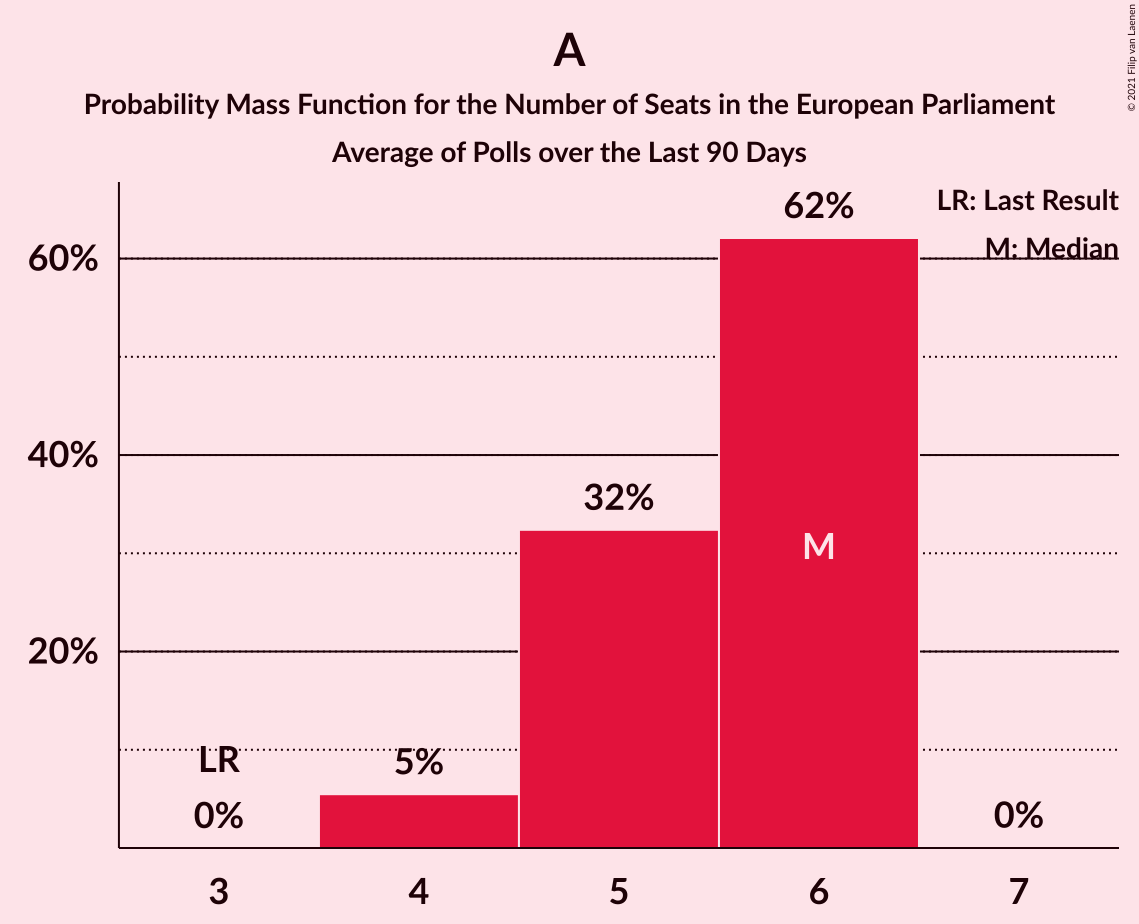 A
Probability Mass Function for the Number of Seats in the European Parliament
Average of Polls over the Last 90 Days
© 2021 Filip van Laenen
LR: Last Result
M: Median
60%
40%
20%
LR
0%
5%
32%
62%
M
0%
3
4
5
6
7